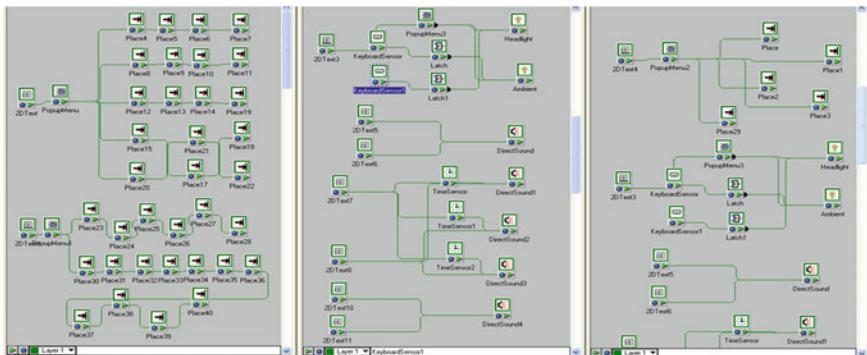 Place4 Place5 Place6 Place7
Place8 Place9 Place10 Place11
2DText PopupMenu
Place12 Place13 Place14 Place19
Place15 Place21 Place18
Place20 Place17 Place22
Place23 Place25 Place27
Place24 Place26 Place28
PopupMenu1
Place30 Place31 Place32 Place33 Place34 Place35 Place36
Place38 Place40
Place37 Place39
Layer 1
PopupMenu3 Headlight
2DText3 KeyboardSensor Latch
KeyboardSensor1 Latch1 Ambient
2DText5
2DText6 DirectSound
2DText7 TimeSensor DirectSound1
TimeSensor1 DirectSound2
2DText8 TimeSensor2 DirectSound3
2DText10
2DText11 DirectSound4
Layer 1 KeyboardSensor1
Place
2DText4 PopupMenu2 Place1
Place2 Place3
Place29
PopupMenu3 Headlight
2DText3 KeyboardSensor Latch
Ambient
KeyboardSensor1 Latch1
2DText5
DirectSound
2DText6
TimeSensor DirectSound1
Layer 1